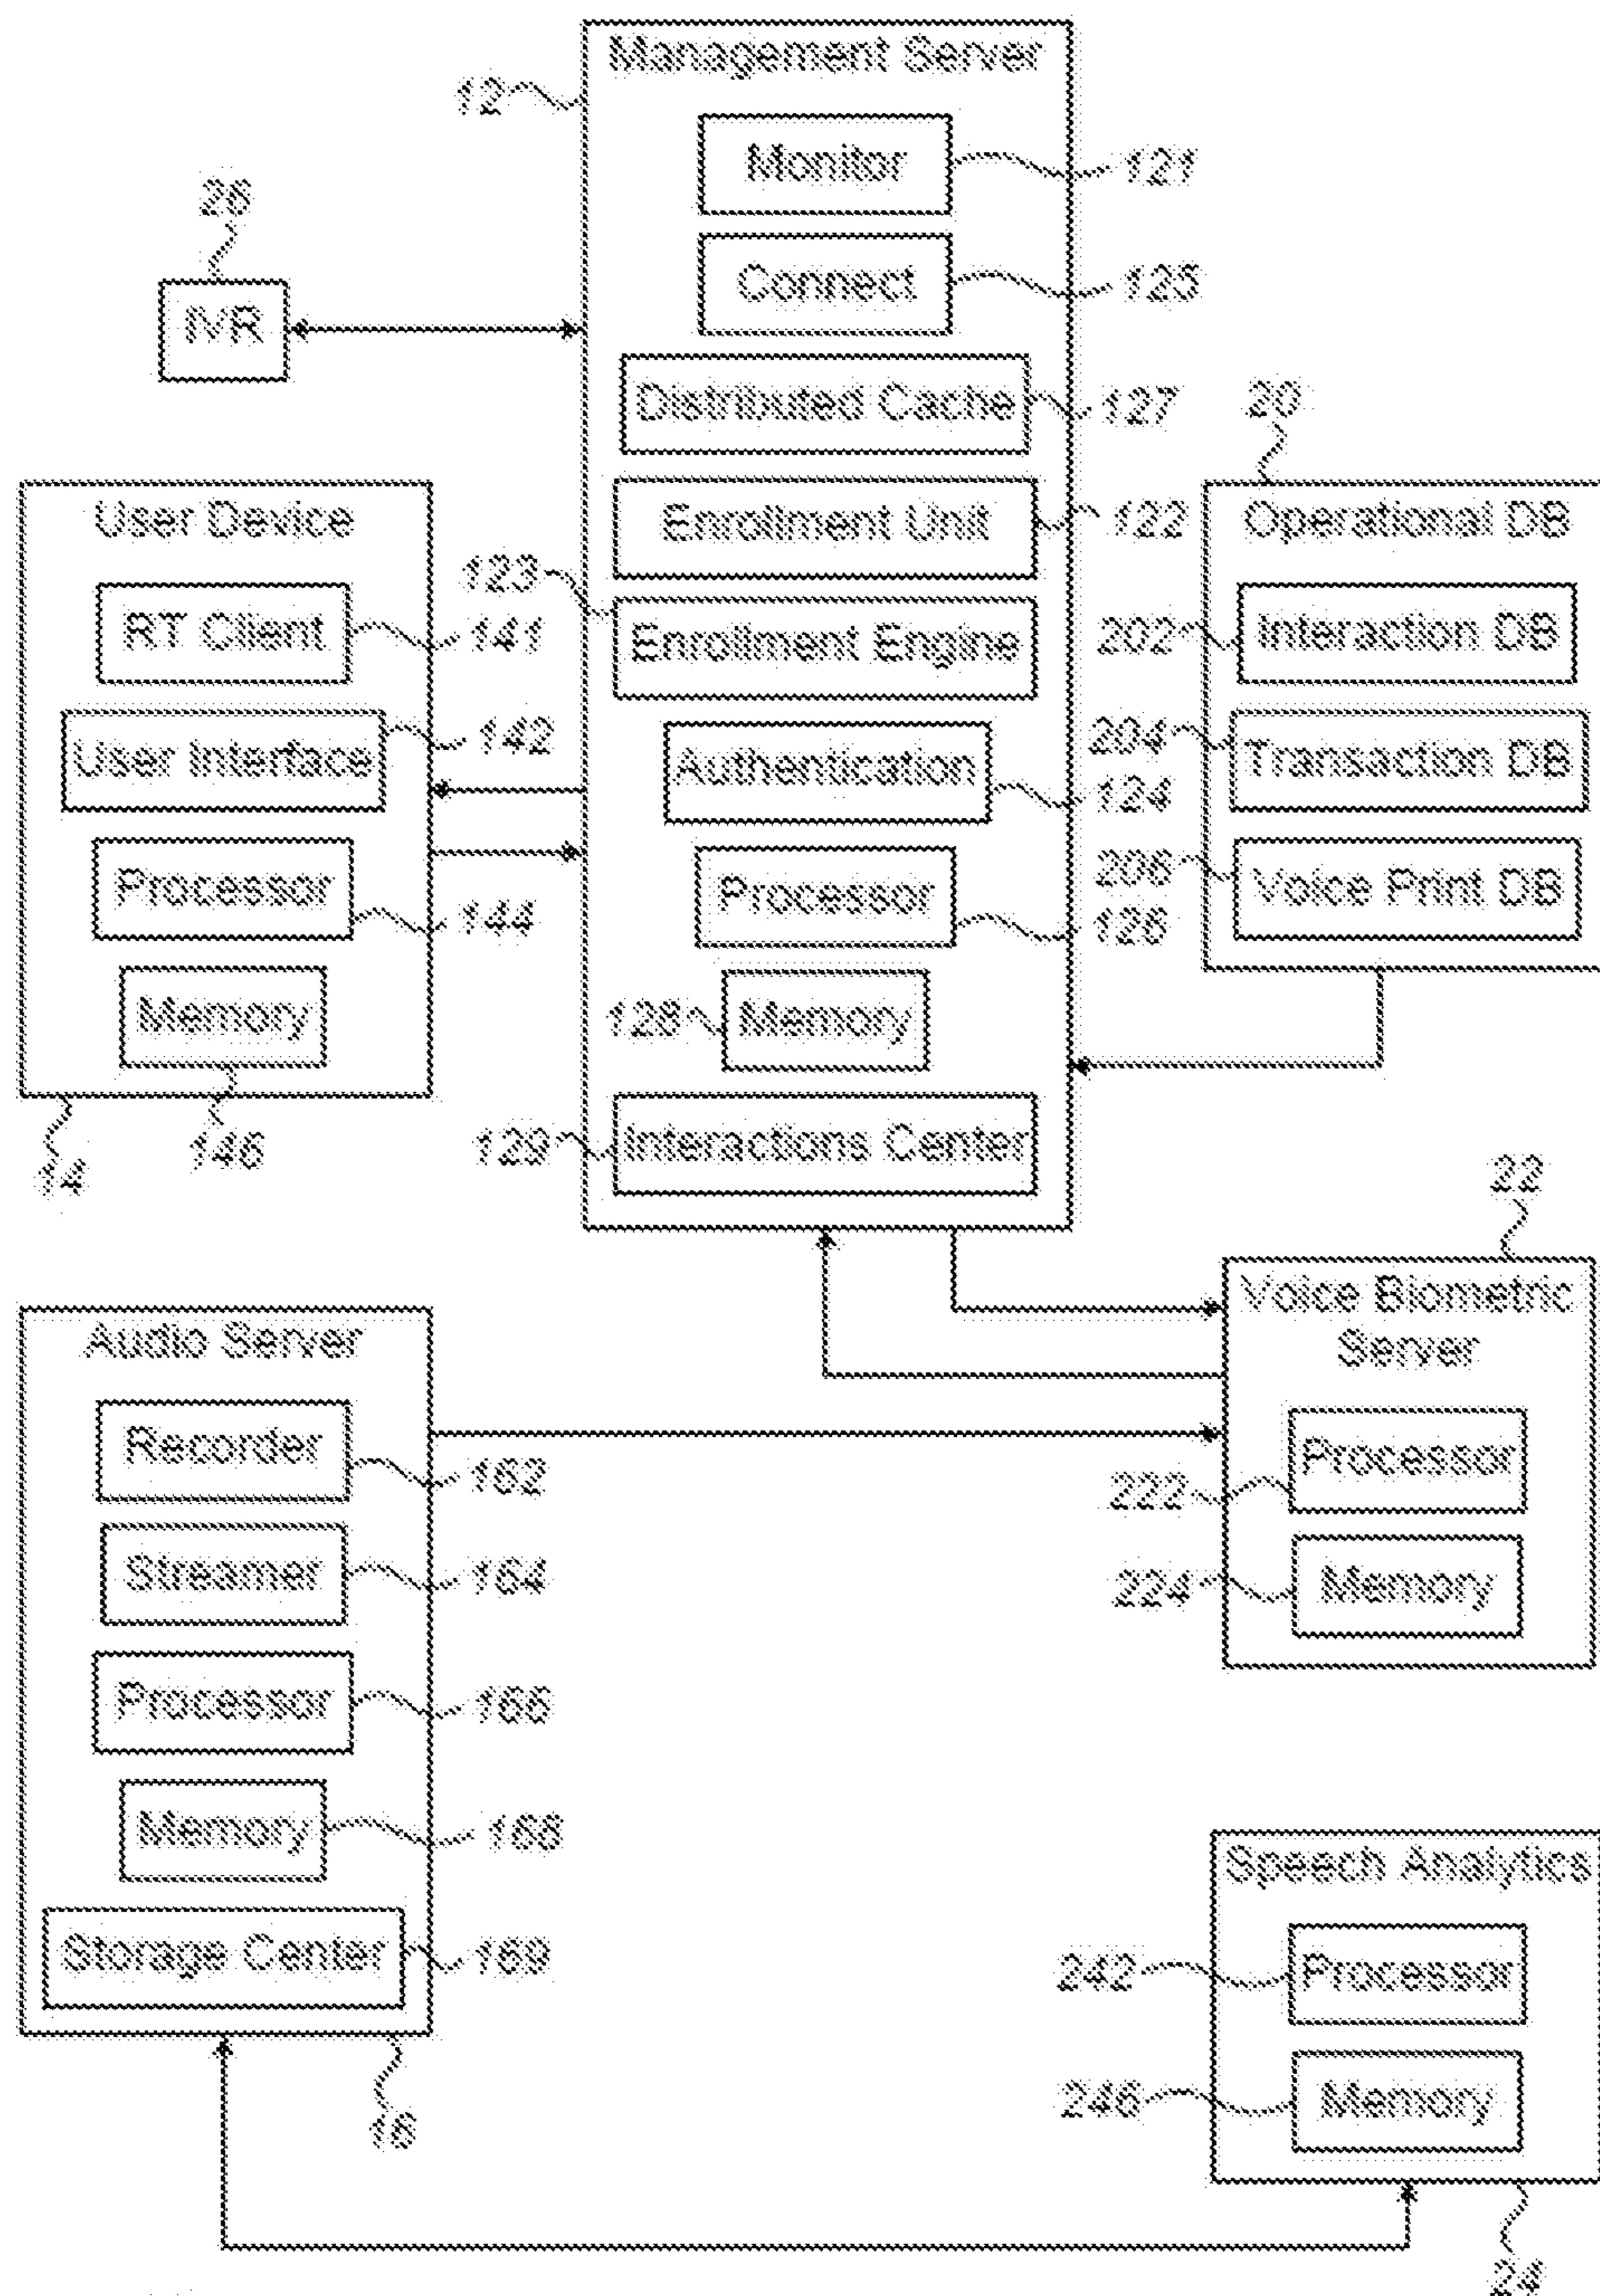 Management Server
12
Monitor
121
26
Connect
125
IVR
Distributed Cache
127
20
User Device
Enrollment Unit
122
Operational DB
123
RT Client
141
Enrollment Engine
202
Interaction DB
User Interface
142
Authentication
124
204
Transaction DB
Processor
144
Processor
126
206
Voice Print DB
Memory
146
128
Memory
14
129
Interactions Center
22
Audio Server
Voice Biometric
Server
Recorder
162
Processor
222
Streamer
164
224
Memory
Processor
166
Memory
168
Speech Analytics
Storage Center
169
242
Processor
16
246
Memory
24